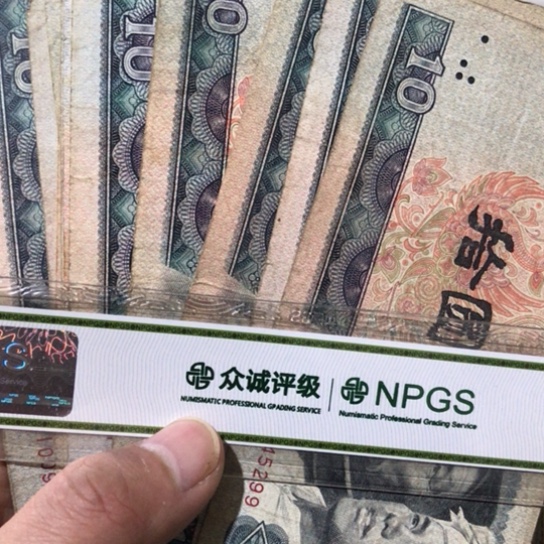 10
10
10
10
拾圆
众诚评级
NUMISMATIC PROFESSIONAL GRADING SERVICE
NPGS
Numismatic Professional Grading Service